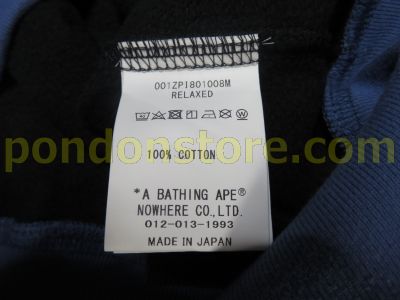 001ZPI801008M
RELAXED
100% COTTON
pondonstore.com
*A BATHING APE®
NOWHERE CO.,LTD.
012-013-1993
MADE IN JAPAN